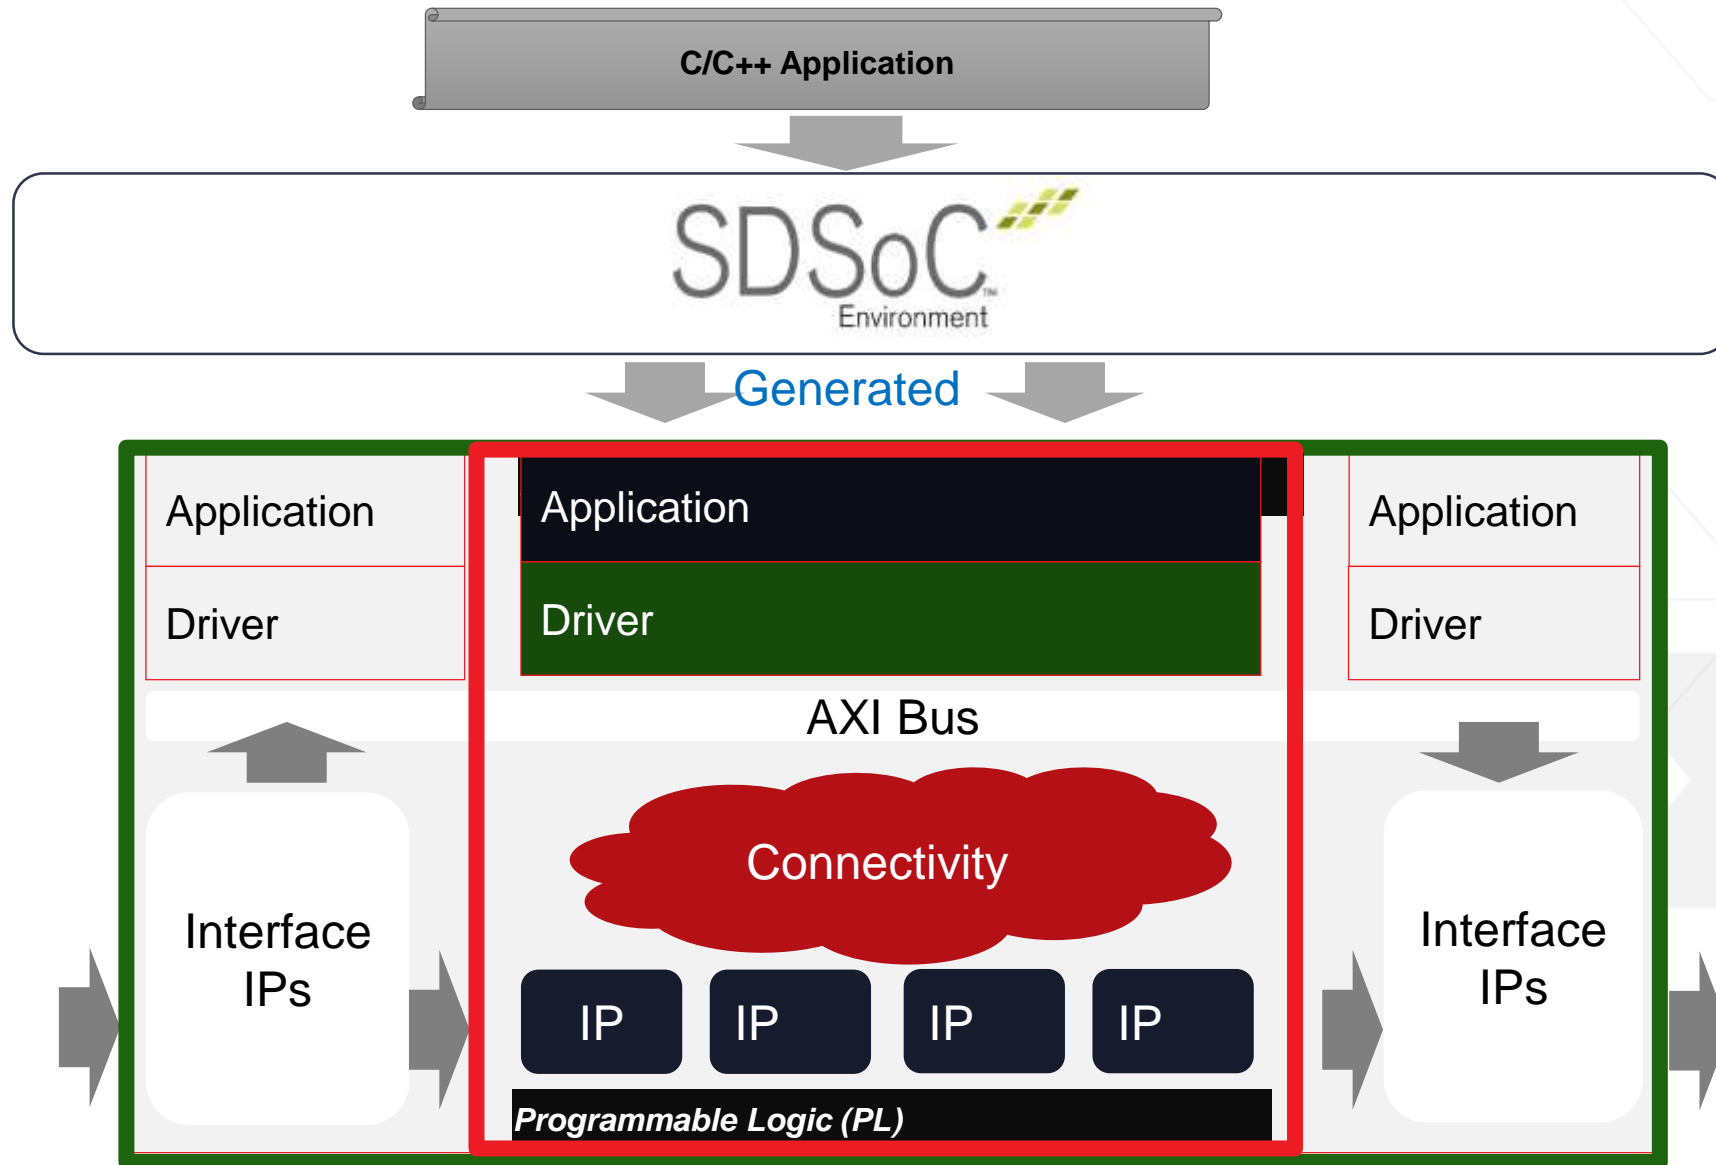 C/C++ Application
SDSoC™
Environment
Generated
Application
Application
Application
Driver
Driver
Driver
AXI Bus
Connectivity
Interface
IPs
Interface
IPs
IP
IP
IP
IP
Programmable Logic (PL)